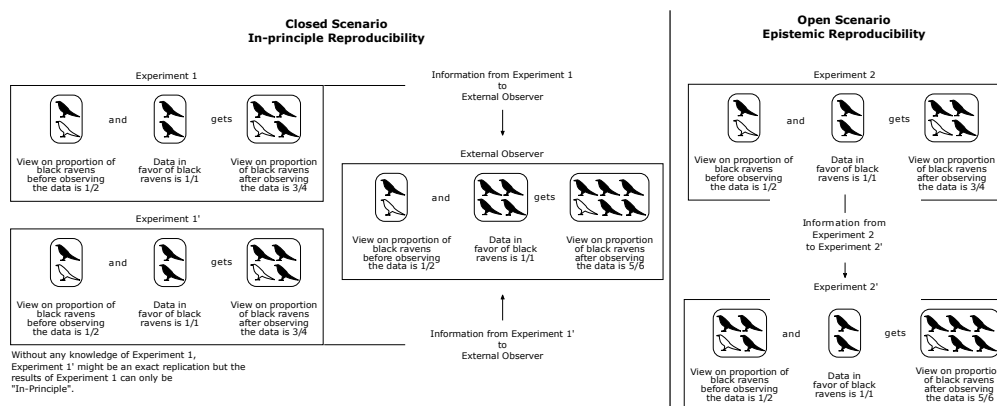 Closed Scenario
In-principle Reproducibility
Experiment 1
and
gets
View on proportion of
black ravens
before observing
the data is 1/2
Data in
favor of black
ravens is 1/1
View on proportion
of black ravens
after observing
the data is 3/4
Experiment 1'
and
gets
View on proportion of
black ravens
before observing
the data is 1/2
Data in
favor of black
ravens is 1/1
View on proportion
of black ravens
after observing
the data is 3/4
Without any knowledge of Experiment 1,
Experiment 1' might be an exact replication but the
results of Experiment 1 can only be
"In-Principle".
Information from Experiment 1
to
External Observer
External Observer
and
gets
View on proportion of
black ravens
before observing
the data is 1/2
Data in
favor of black
ravens is 1/1
View on proportion
of black ravens
after observing
the data is 5/6
Information from Experiment 1'
to
External Observer
Open Scenario
Epistemic Reproducibility
Experiment 2
and
gets
View on proportion of
black ravens
before observing
the data is 1/2
Data in
favor of black
ravens is 1/1
View on proportion
of black ravens
after observing
the data is 3/4
Information from
Experiment 2
to Experiment 2'
Experiment 2'
and
gets
View on proportion of
black ravens
before observing
the data is 1/2
Data in
favor of black
ravens is 1/1
View on proportion
of black ravens
after observing
the data is 5/6